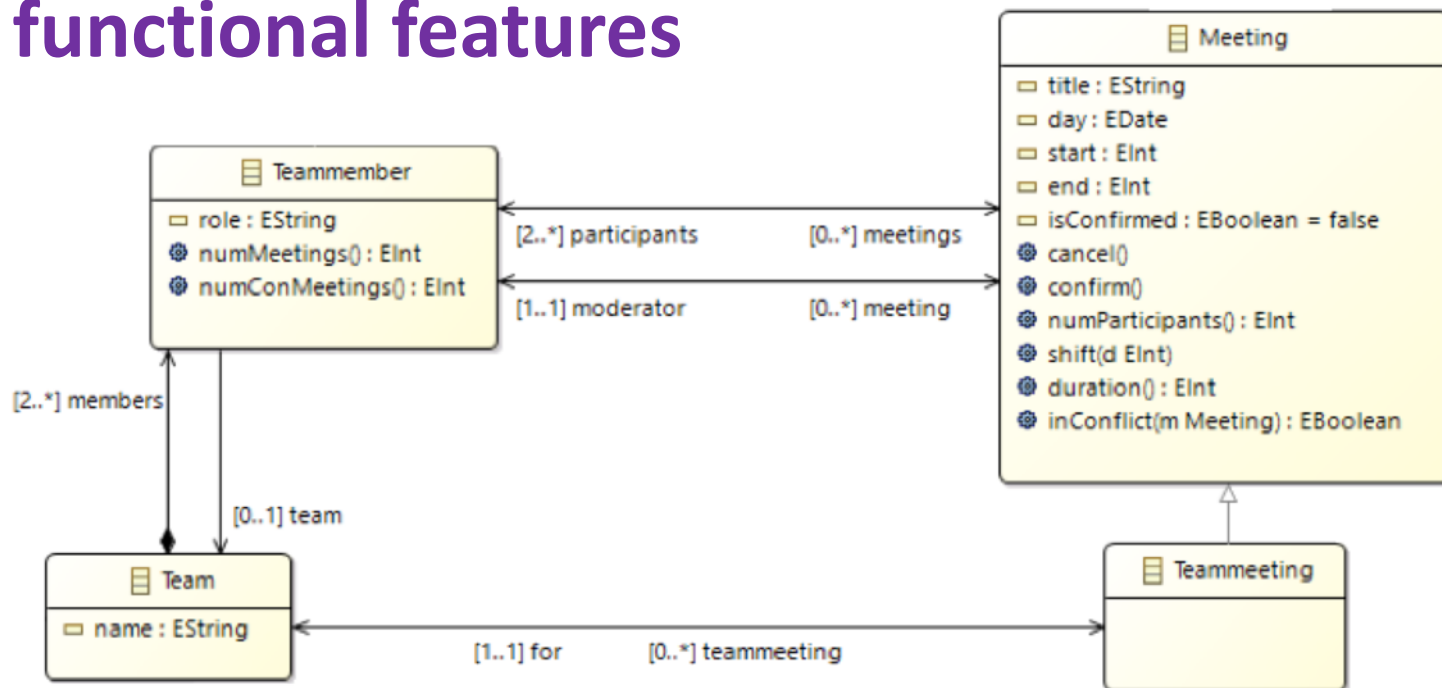 functional features
Meeting
title : EString
day : EDate
start : EInt
end : EInt
isConfirmed : EBoolean = false
cancel()
confirm()
numParticipants() : EInt
shift(d EInt)
duration() : EInt
inConflict(m Meeting) : EBoolean
Teammember
role : EString
numMeetings() : EInt
numConMeetings() : EInt
[2..*] participants
[0..*] meetings
[1..1] moderator
[0..*] meeting
[2..*] members
[0..1] team
Team
name : EString
[1..1] for
[0..*] teammeeting
Teammeeting